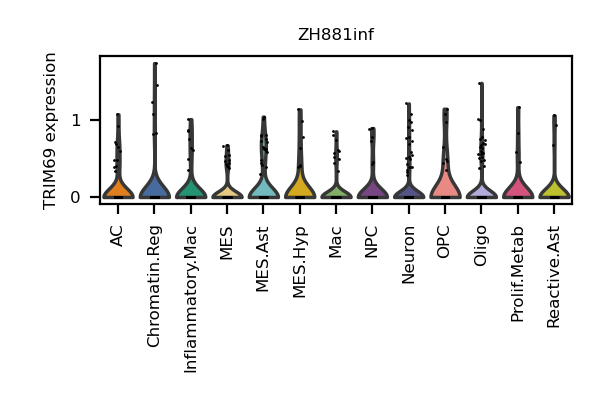 ZH881inf
TRIM69 expression
1
0
AC
Chromatin.Reg
Inflammatory.Mac
MES
MES.Ast
MES.Hyp
Mac
NPC
Neuron
OPC
Oligo
Prolif.Metab
Reactive.Ast